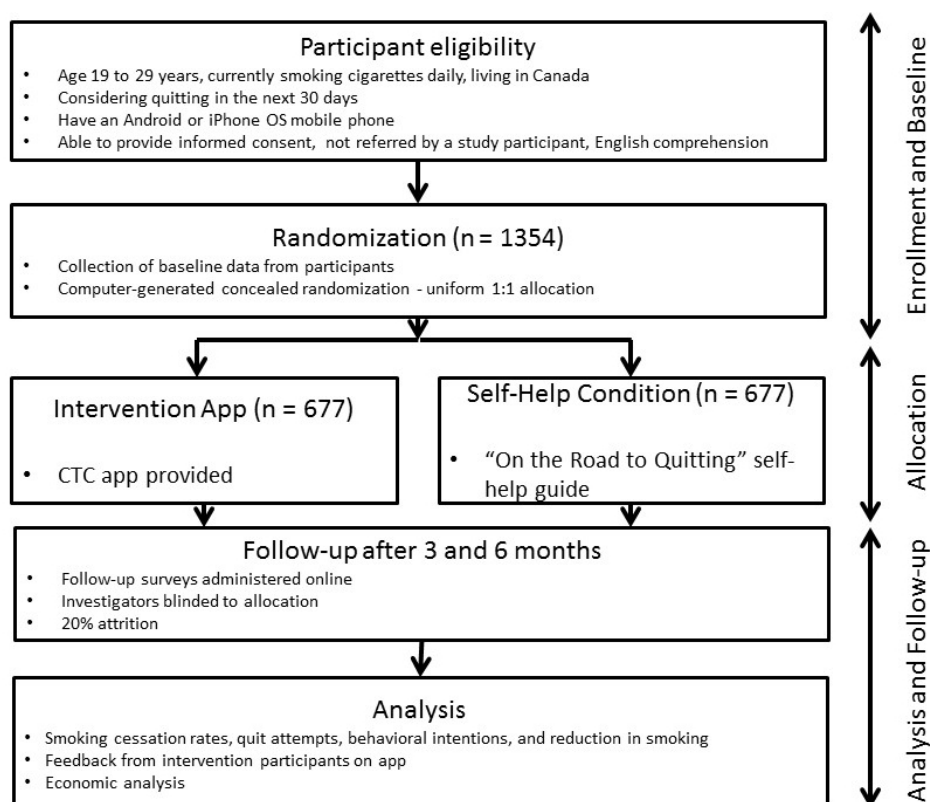 Participant eligibility
• Age 19 to 29 years, currently smoking cigarettes daily, living in Canada
• Considering quitting in the next 30 days
• Have an Android or iPhone OS mobile phone
• Able to provide informed consent, not referred by a study participant, English comprehension
Enrollment and Baseline
Randomization (n = 1354)
• Collection of baseline data from participants
• Computer-generated concealed randomization - uniform 1:1 allocation
Intervention App (n = 677)
• CTC app provided
Self-Help Condition (n = 677)
• “On the Road to Quitting” self-
help guide
Allocation
Follow-up after 3 and 6 months
• Follow-up surveys administered online
• Investigators blinded to allocation
• 20% attrition
Analysis
• Smoking cessation rates, quit attempts, behavioral intentions, and reduction in smoking
• Feedback from intervention participants on app
• Economic analysis
Analysis and Follow-up